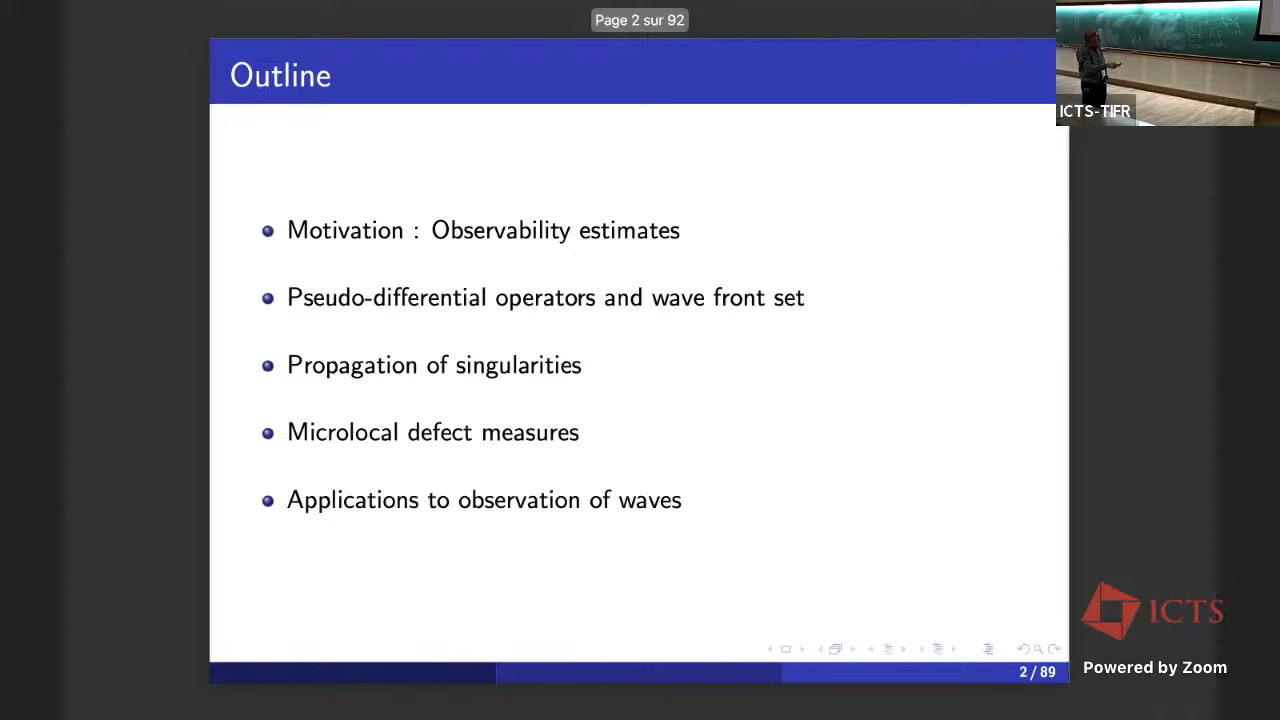 Page 2 sur 92
Outline
ICTS-TIFR
Motivation : Observability estimates
Pseudo-differential operators and wave front set
Propagation of singularities
Microlocal defect measures
Applications to observation of waves
ICTS
Powered by Zoom
2 / 89